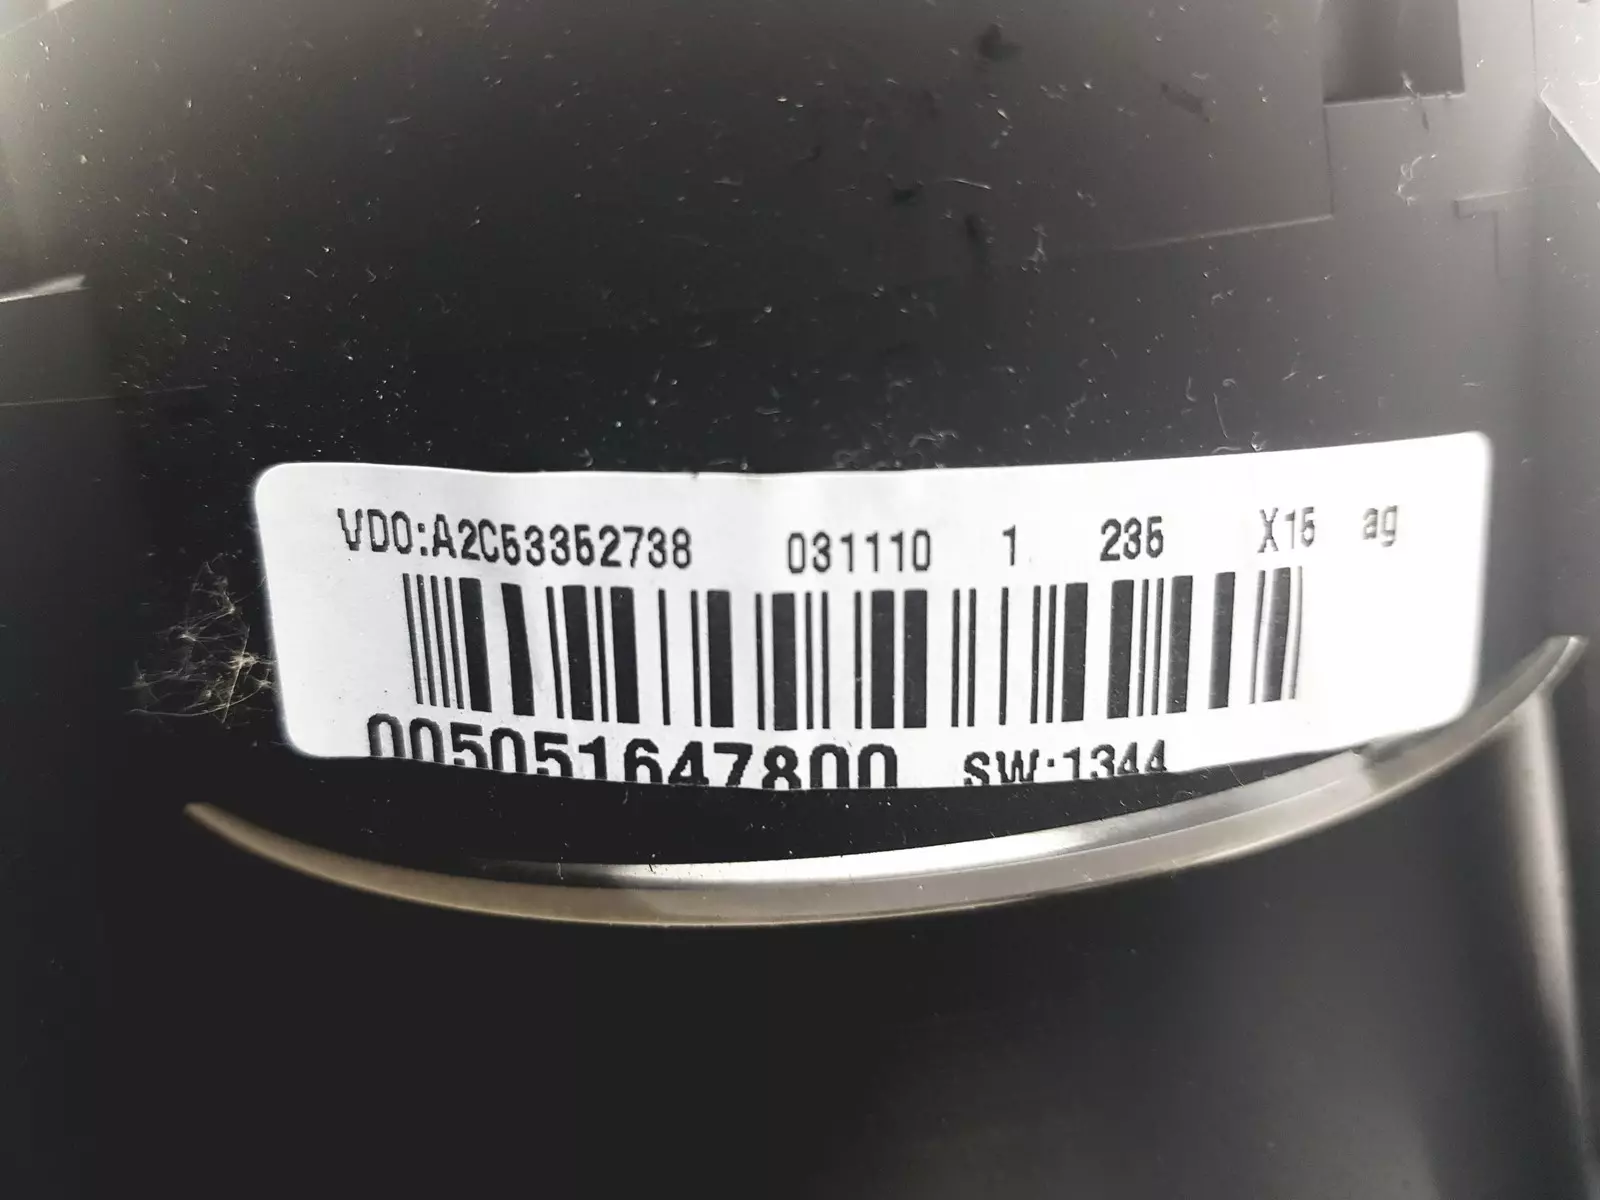 VDO:A2C53352738 031110 1 235 X15 ag
005051647800 SW:1344